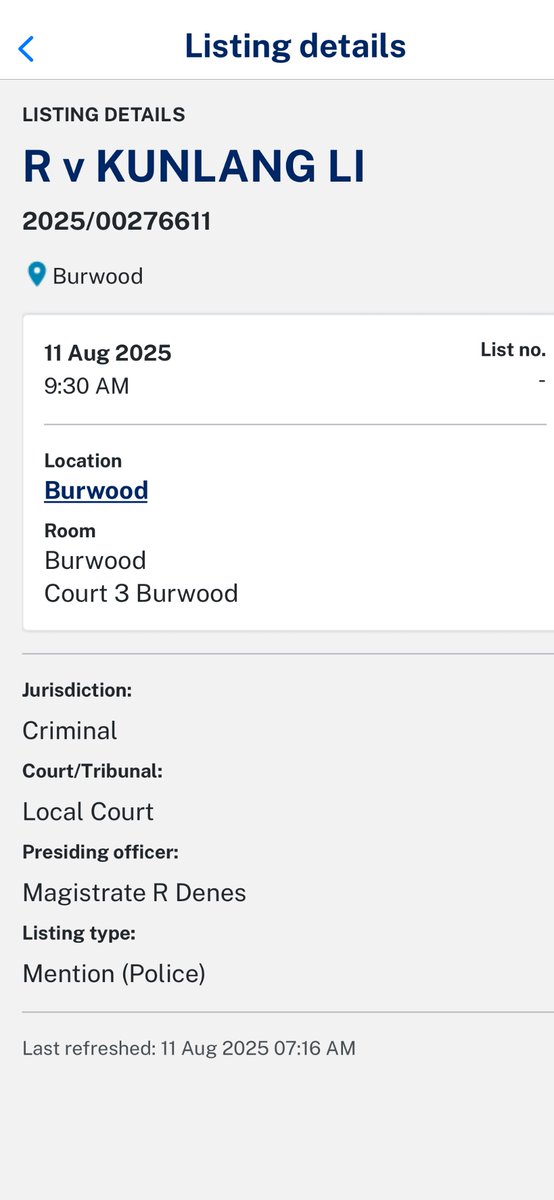 Listing details
LISTING DETAILS
R v KUNLANG LI
2025/00276611
Burwood
11 Aug 2025
List no.
9:30 AM
-
Location
Burwood
Room
Burwood
Court 3 Burwood
Jurisdiction:
Criminal
Court/Tribunal:
Local Court
Presiding officer:
Magistrate R Denes
Listing type:
Mention (Police)
Last refreshed: 11 Aug 2025 07:16 AM